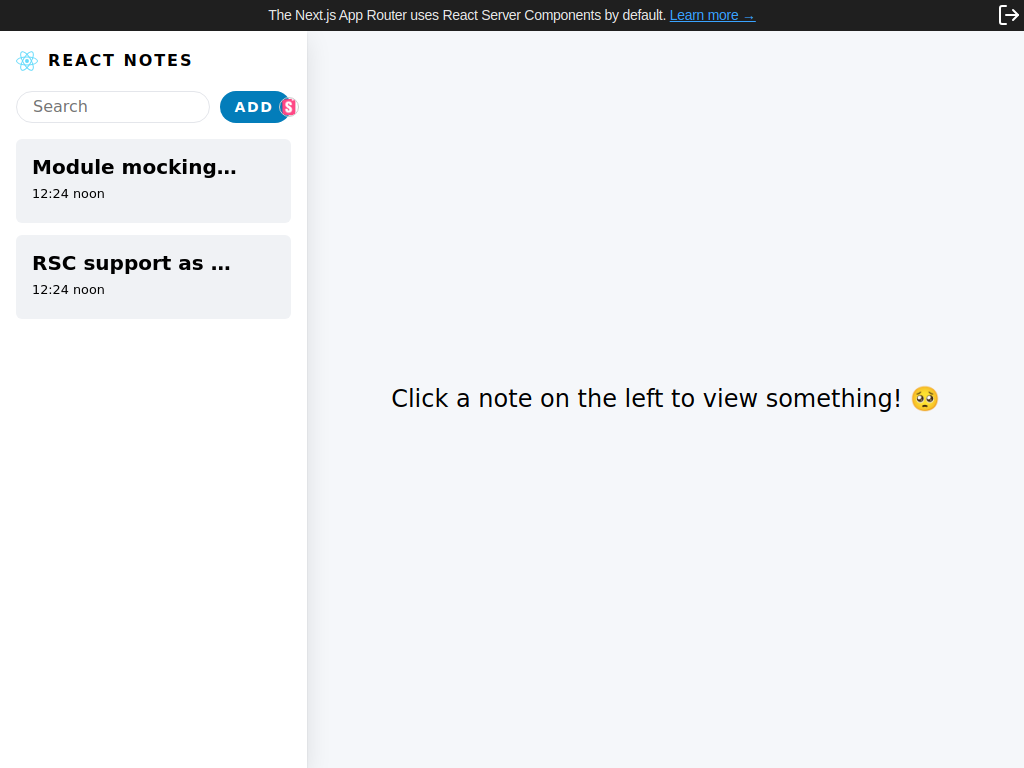 The Next.js App Router uses React Server Components by default. Learn more →
REACT NOTES
Search
ADD
Module mocking...
12:24 noon
RSC support as ...
12:24 noon
Click a note on the left to view something! 🥺